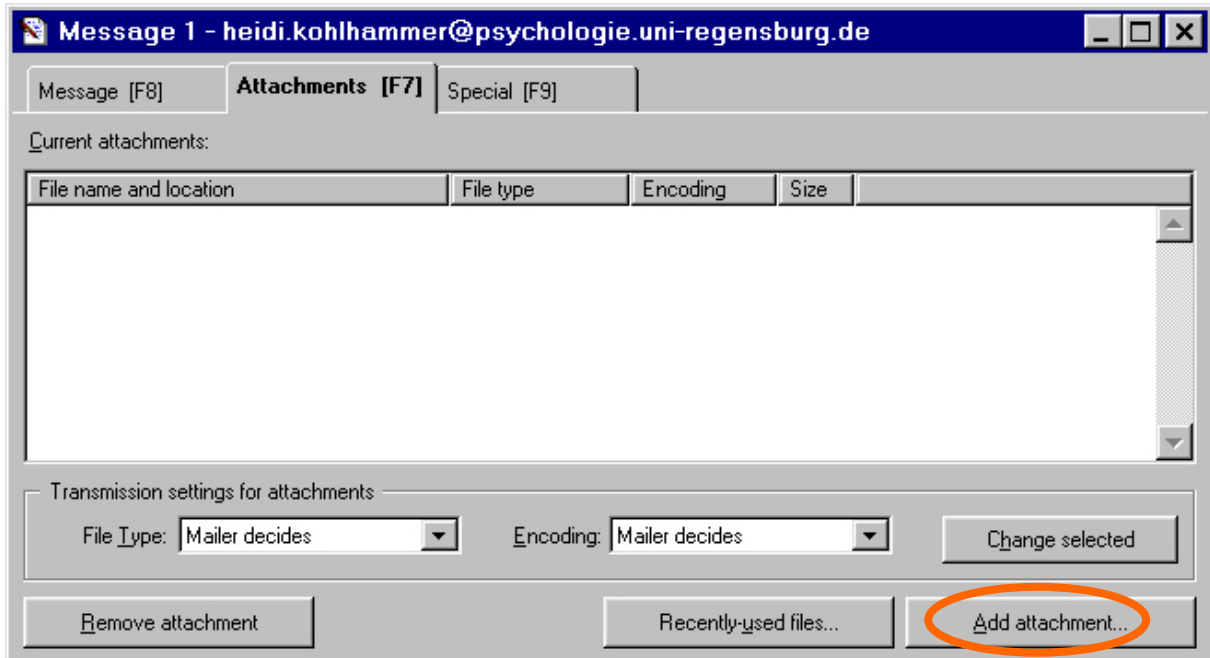 Message 1 - heidi.kohlhammer@psychologie.uni-regensburg.de
Message [F8] Attachments [F7] Special [F9]
Current attachments:
File name and location File type Encoding Size
Transmission settings for attachments
File Type: Mailer decides Encoding: Mailer decides Change selected
Remove attachment Recently-used files... Add attachment...